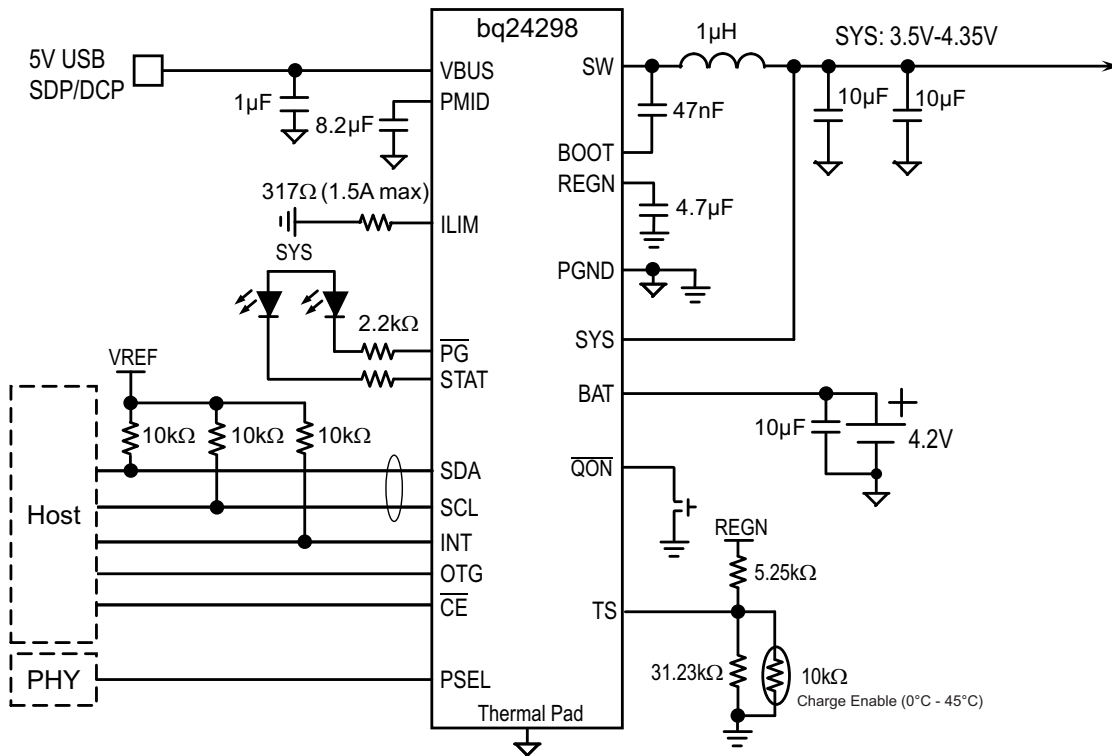 bq24298
5V USB
SDP/DCP
1µF
8.2µF
VBUS
PMID
317Ω (1.5A max)
ILIM
SYS
2.2kΩ
PG
STAT
VREF
10kΩ
10kΩ
10kΩ
Host
SDA
SCL
INT
OTG
CE
PHY
PSEL
Thermal Pad
SW
1µH
SYS: 3.5V-4.35V
47nF
10µF
10µF
BOOT
REGN
4.7µF
PGND
SYS
BAT
10µF
4.2V
QON
REGN
5.25kΩ
TS
31.23kΩ
10kΩ
Charge Enable (0°C - 45°C)